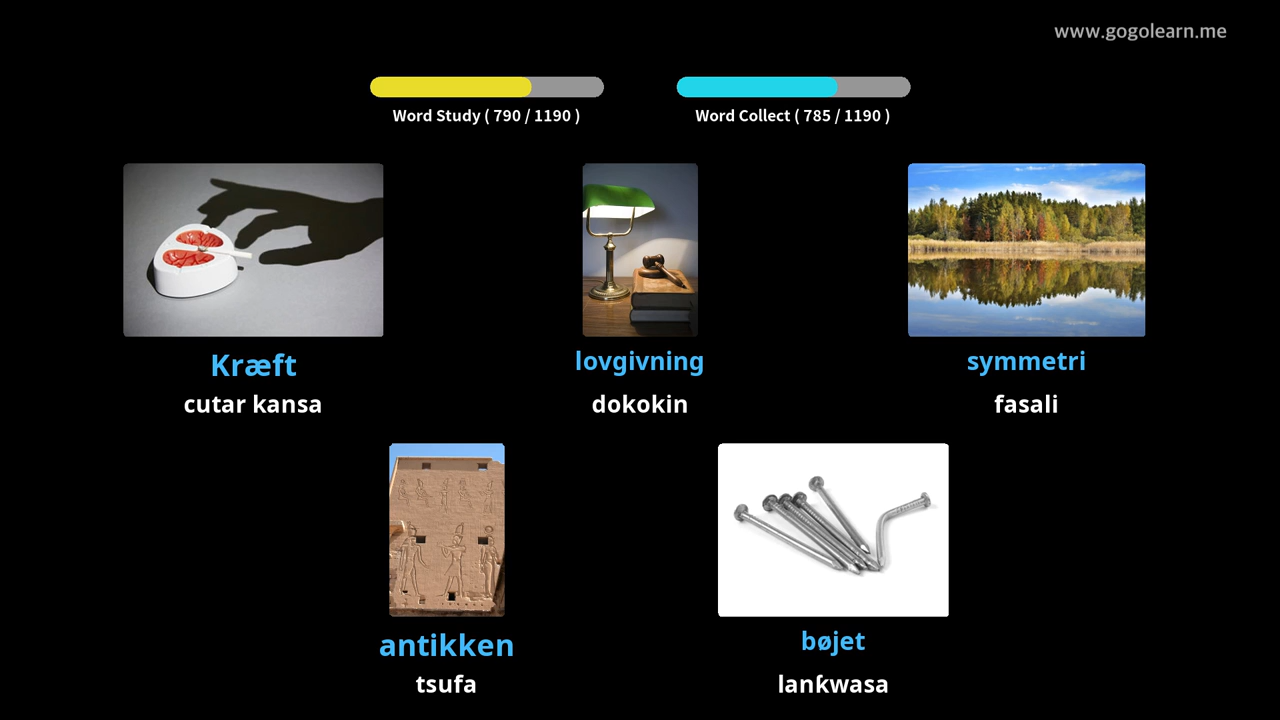 www.gogolearn.me
Word Study ( 790 / 1190 )
Word Collect ( 785 / 1190 )
Kræft
cutar kansa
lovgivning
dokokin
symmetri
fasali
antikken
tsufa
bøjet
lanƙwasa